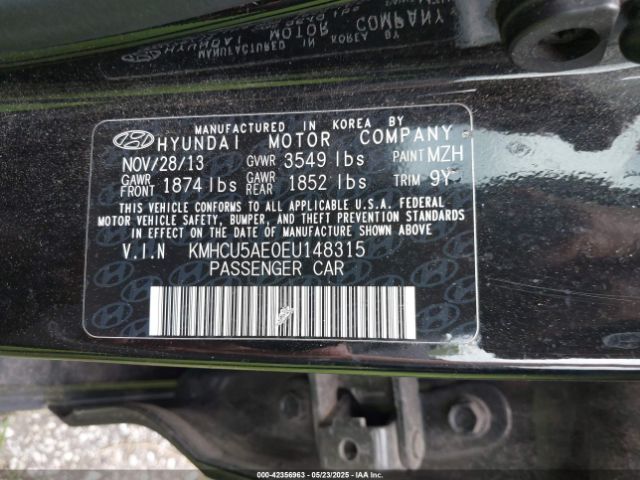 MANUFACTURED IN KOREA BY
HYUNDAI MOTOR COMPANY
NOV/28/13 GVWR 3549 lbs PAINT MZH
GAWR FRONT 1874 lbs GAWR REAR 1852 lbs TRIM 9Y
THIS VEHICLE CONFORMS TO ALL APPLICABLE U.S.A. FEDERAL
MOTOR VEHICLE SAFETY, BUMPER, AND THEFT PREVENTION STANDARDS
IN EFFECT ON THE DATE OF MANUFACTURE SHOWN ABOVE.
V.I.N KMHCU5AE0EU148315
PASSENGER CAR
000-42356963 - 05/23/2025 - IAAI, Inc.